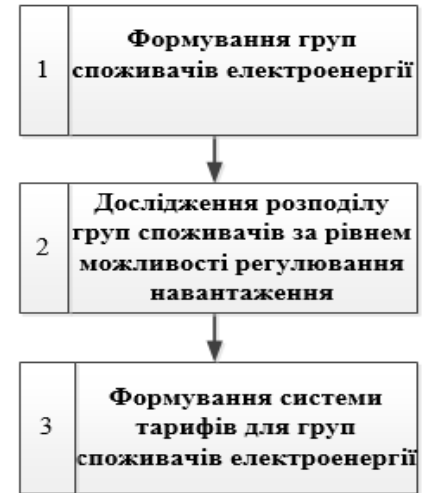 1
Формування груп
споживачів електроенергії
2
Дослідження розподілу
груп споживачів за рівнем
можливості регулювання
навантаження
3
Формування системи
тарифів для груп
споживачів електроенергії